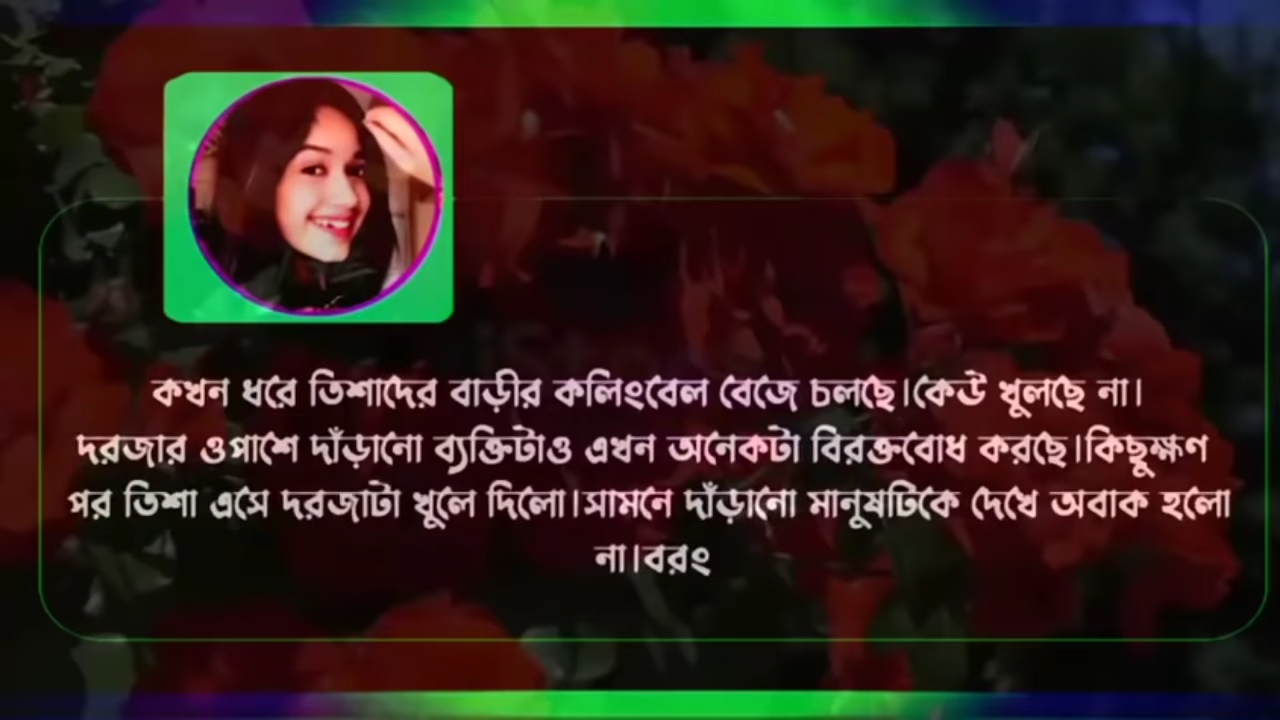 কখন ধরে তিশাদের বাড়ীর কলিংবেল বেজে চলছে।কেউ খুলছে না।
দরজার ওপাশে দাঁড়ানো ব্যক্তিটাও এখন অনেকটা বিরক্তবোধ করছে।কিছুক্ষণ
পর তিশা এসে দরজাটা খুলে দিলো।সামনে দাঁড়ানো মানুষটিকে দেখে অবাক হলো
না।বরং